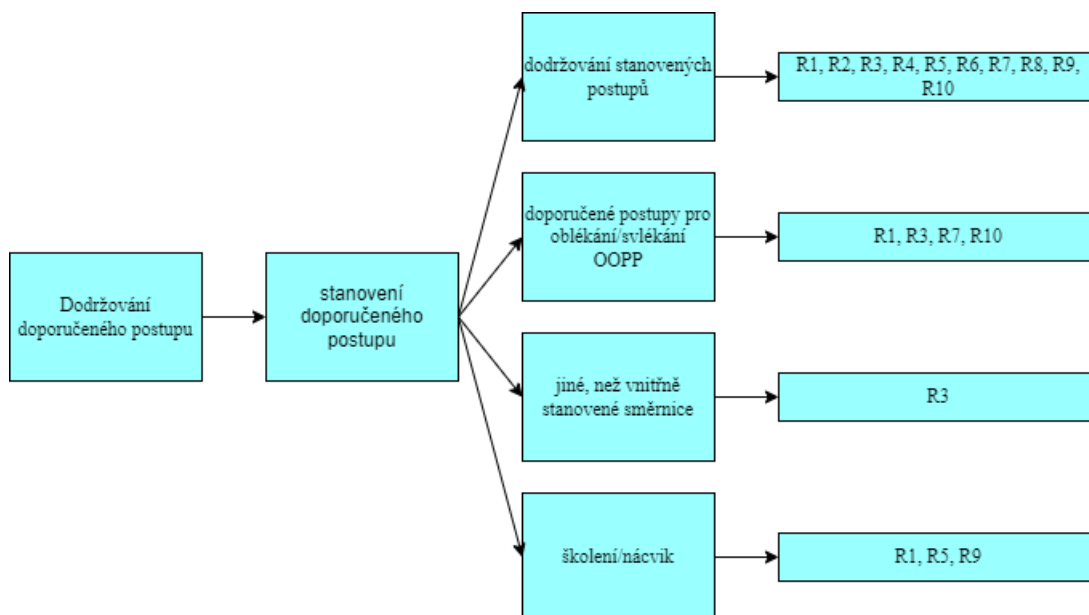 Dodržování
doporučeného postupu
stanovení
doporučeného
postupu
dodržování stanovených
postupů
R1, R2, R3, R4, R5, R6, R7, R8, R9,
R10
doporučené postupy pro
oblékání/svlékání
OOPP
R1, R3, R7, R10
jiné, než vnitřně
stanovené směrnice
R3
školení/nácvik
R1, R5, R9